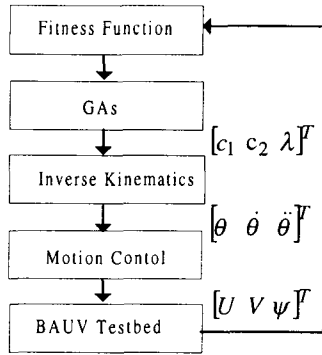 Fitness Function
GAs
[c₁ c₂ λ]ᵀ
Inverse Kinematics
[θ θ̇ θ̈]ᵀ
Motion Contol
[U V ψ]ᵀ
BAUV Testbed